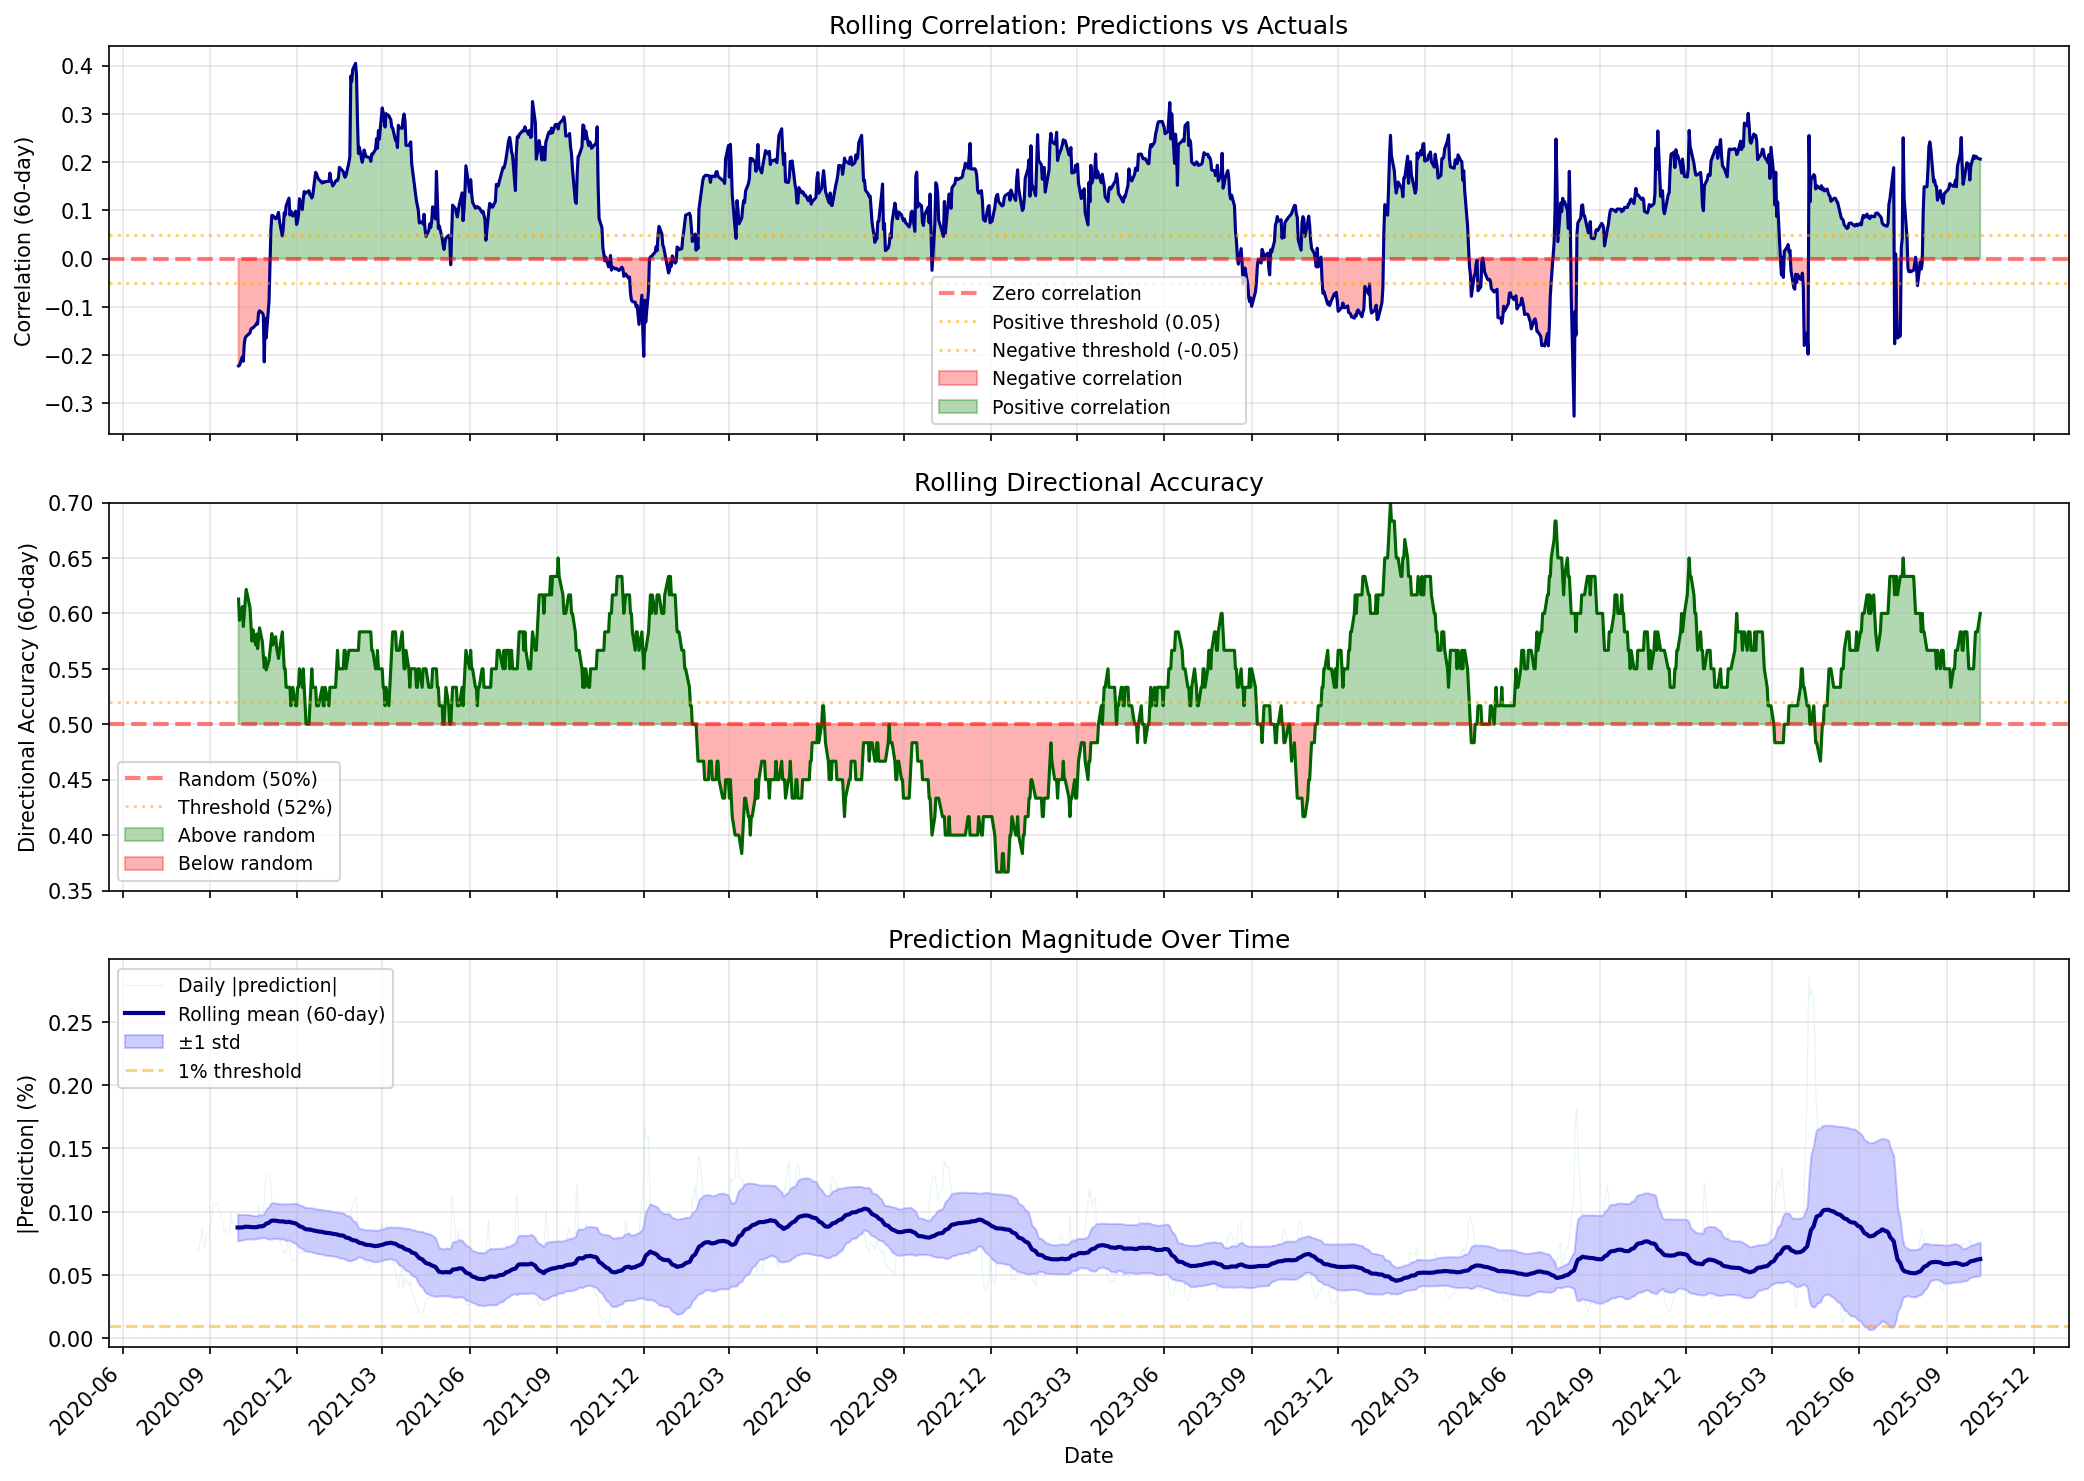 Rolling Correlation: Predictions vs Actuals
Correlation (60-day)
0.4
0.3
0.2
0.1
0.0
−0.1
−0.2
−0.3
Zero correlation
Positive threshold (0.05)
Negative threshold (-0.05)
Negative correlation
Positive correlation
Rolling Directional Accuracy
Directional Accuracy (60-day)
0.70
0.65
0.60
0.55
0.50
0.45
0.40
0.35
Random (50%)
Threshold (52%)
Above random
Below random
Prediction Magnitude Over Time
|Prediction| (%)
0.25
0.20
0.15
0.10
0.05
0.00
Daily |prediction|
Rolling mean (60-day)
±1 std
1% threshold
2020-06
2020-09
2020-12
2021-03
2021-06
2021-09
2021-12
2022-03
2022-06
2022-09
2022-12
2023-03
2023-06
2023-09
2023-12
2024-03
2024-06
2024-09
2024-12
2025-03
2025-06
2025-09
2025-12
Date